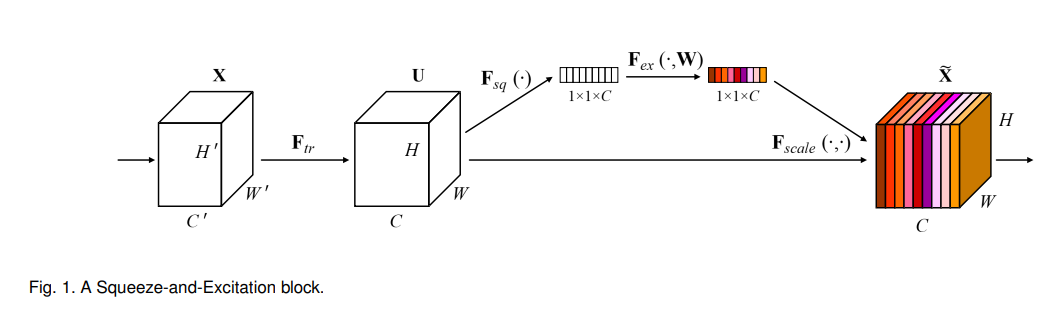 X
H'
W'
C'
F_tr
U
H
W
C
F_sq (·)
1×1×C
F_ex (·,W)
1×1×C
F_scale (·,·)
X̃
H
W
C
Fig. 1. A Squeeze-and-Excitation block.